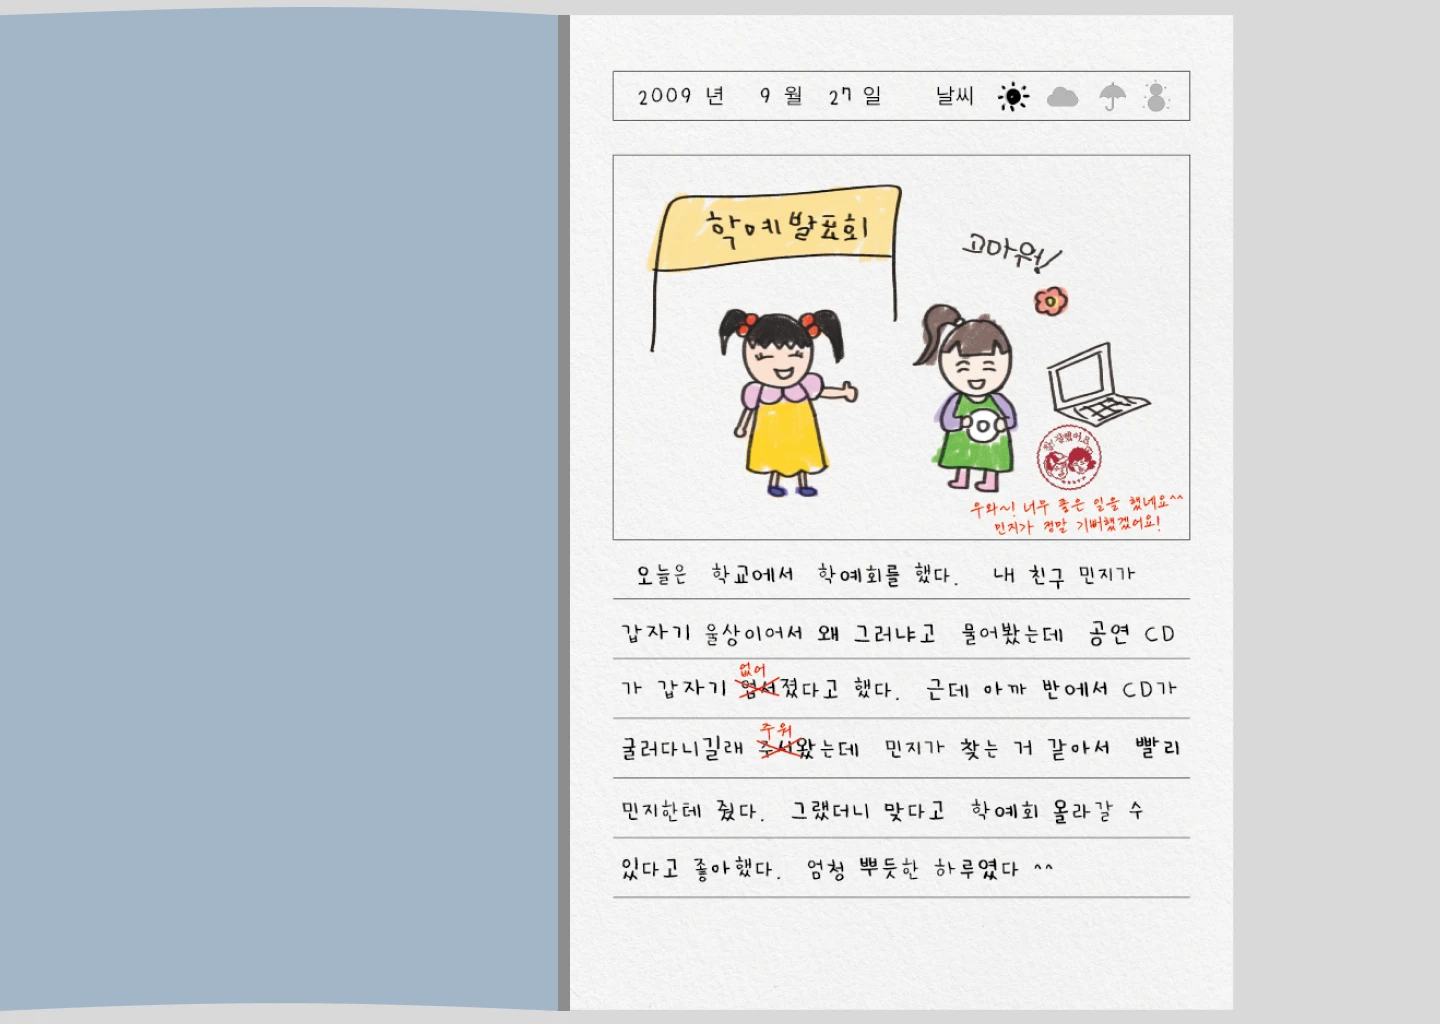 2009 년 9 월 27 일 날씨
학예발표회
고마워!
참! 잘했어요
우와~! 너무 좋은 일을 했네요^^
민지가 정말 기뻐했겠어요!
오늘은 학교에서 학예회를 했다. 내 친구 민지가
갑자기 울상이어서 왜 그러냐고 물어봤는데 공연 CD
없어
가 갑자기 업서졌다고 했다. 근데 아까 반에서 CD가
주워
굴러다니길래 주서왔는데 민지가 찾는 거 같아서 빨리
민지한테 줬다. 그랬더니 맞다고 학예회 올라갈 수
있다고 좋아했다. 엄청 뿌듯한 하루였다 ^^